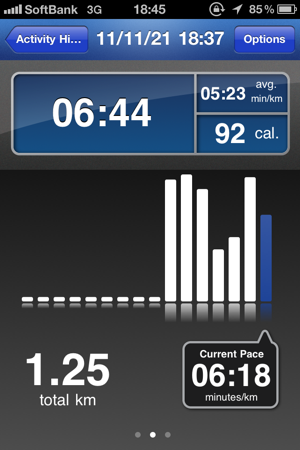 SoftBank 3G 18:45 85%
Activity Hi... 11/11/21 18:37 Options
06:44
05:23 avg. min/km
92 cal.
1.25
total km
Current Pace
06:18
minutes/km